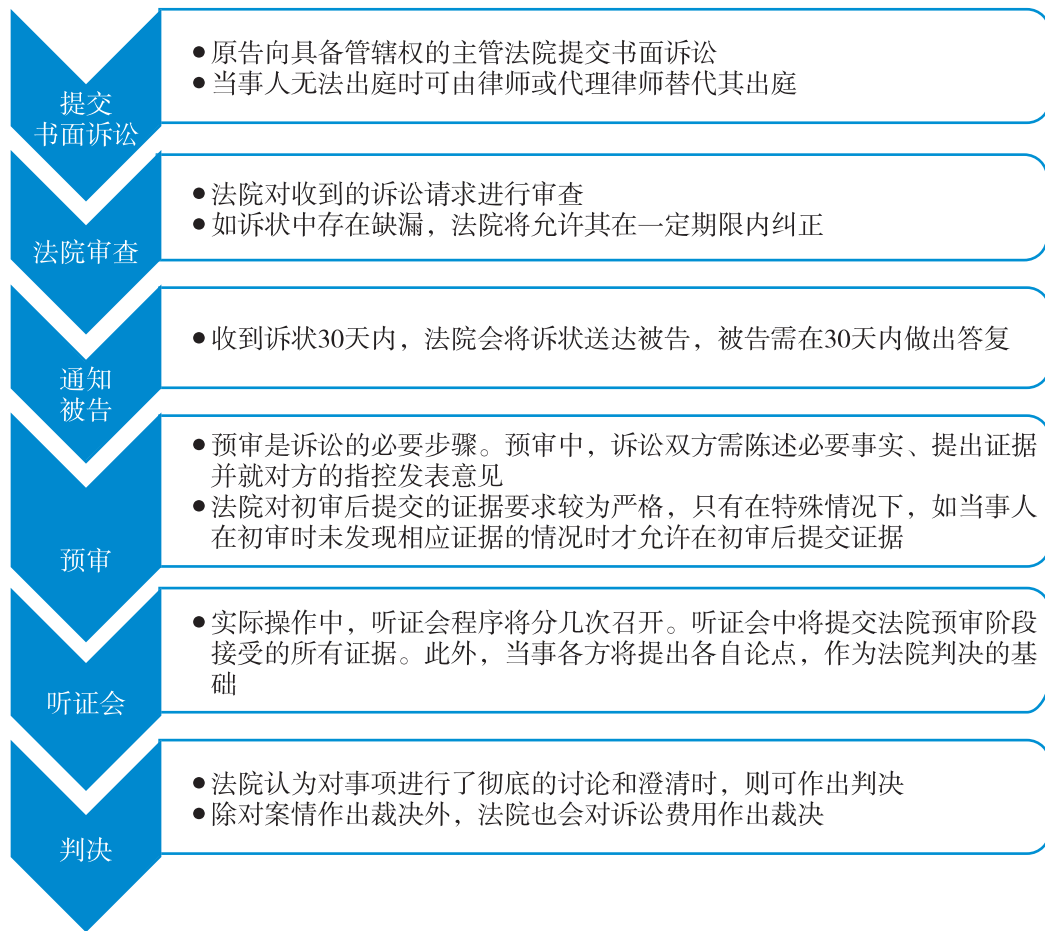 提交
书面诉讼
●原告向具备管辖权的主管法院提交书面诉讼
●当事人无法出庭时可由律师或代理律师替代其出庭
法院审查
●法院对收到的诉讼请求进行审查
●如诉状中存在缺漏，法院将允许其在一定期限内纠正
通知
被告
●收到诉状30天内，法院会将诉状送达被告，被告需在30天内做出答复
预审
●预审是诉讼的必要步骤。预审中，诉讼双方需陈述必要事实、提出证据
并就对方的指控发表意见
●法院对初审后提交的证据要求较为严格，只有在特殊情况下，如当事人
在初审时未发现相应证据的情况时才允许在初审后提交证据
听证会
●实际操作中，听证会程序将分几次召开。听证会中将提交法院预审阶段
接受的所有证据。此外，当事各方将提出各自论点，作为法院判决的基
础
判决
●法院认为对事项进行了彻底的讨论和澄清时，则可作出判决
●除对案情作出裁决外，法院也会对诉讼费用作出裁决